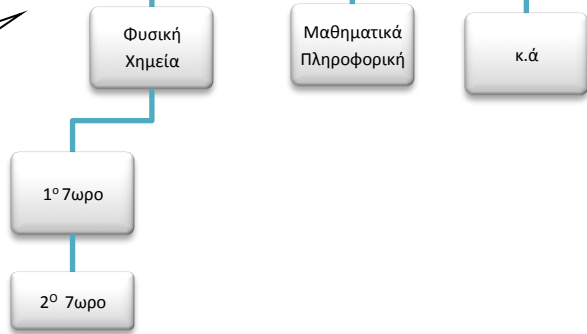 Φυσική
Χημεία
Μαθηματικά
Πληροφορική
κ.ά
1ο 7ωρο
2Ο 7ωρο